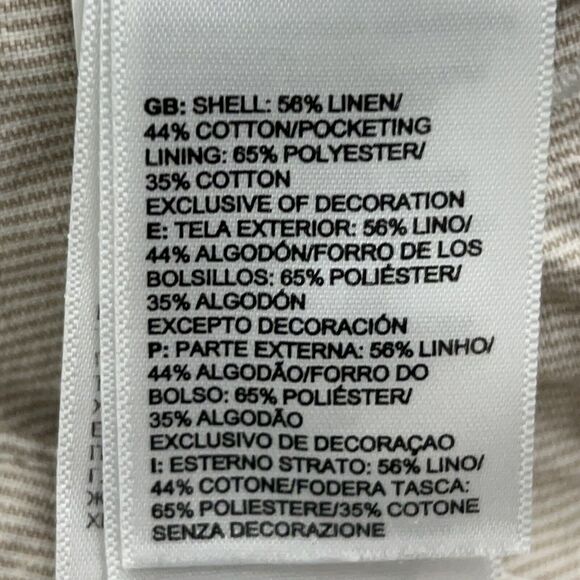 GB: SHELL: 56% LINEN/
44% COTTON/POCKETING
LINING: 65% POLYESTER/
35% COTTON
EXCLUSIVE OF DECORATION
E: TELA EXTERIOR: 56% LINO/
44% ALGODÓN/FORRO DE LOS
BOLSILLOS: 65% POLIÉSTER/
35% ALGODÓN
EXCEPTO DECORACIÓN
P: PARTE EXTERNA: 56% LINHO/
44% ALGODÃO/FORRO DO
BOLSO: 65% POLIÉSTER/
35% ALGODÃO
EXCLUSIVO DE DECORAÇAO
I: ESTERNO STRATO: 56% LINO/
44% COTONE/FODERA TASCA:
65% POLIESTERE/35% COTONE
SENZA DECORAZIONE